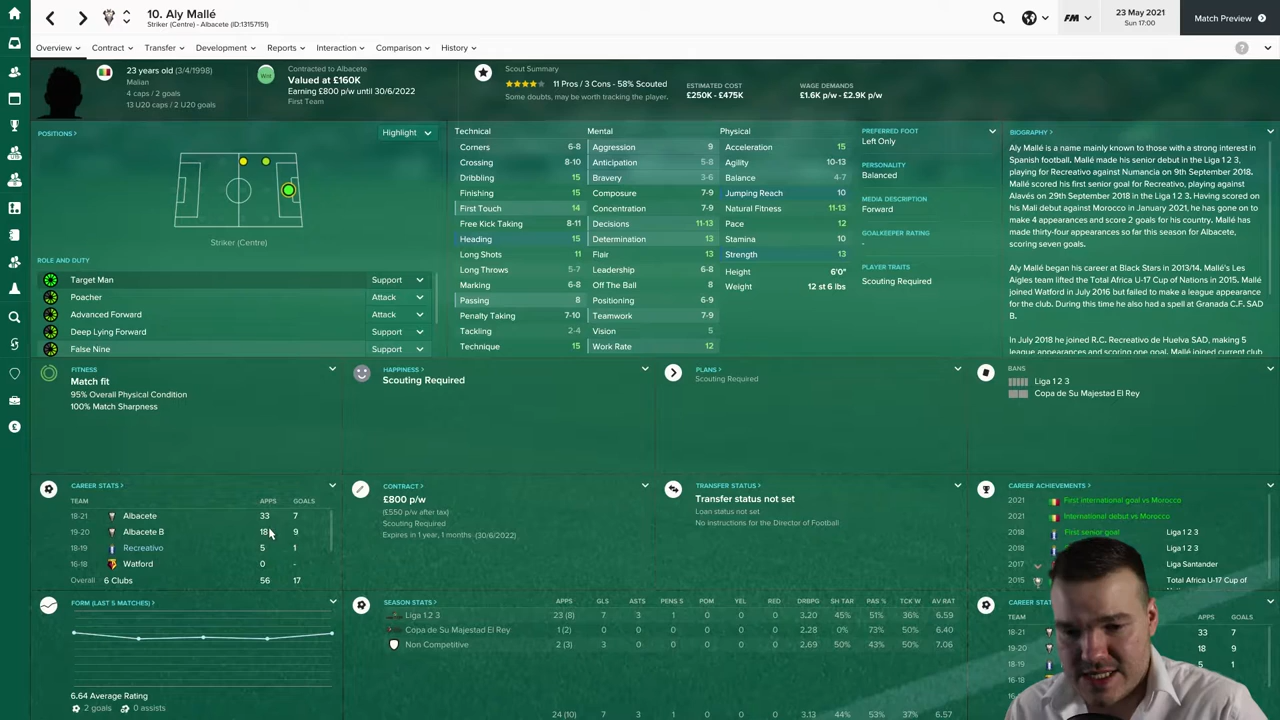 10. Aly Mallé
Striker (Centre) - Albacete (ID:13157151)
FM
23 May 2021
Sun 17:00
Match Preview
Overview
Contract
Transfer
Development
Reports
Interaction
Comparison
History
23 years old (3/4/1998)
Malian
4 caps / 2 goals
13 U20 caps / 2 U20 goals
Wnt
Contracted to Albacete
Valued at £160K
Earning £800 p/w until 30/6/2022
First Team
Scout Summary
11 Pros / 3 Cons - 58% Scouted
Some doubts, may be worth tracking the player.
ESTIMATED COST
£250K - £475K
WAGE DEMANDS
£1.6K p/w - £2.9K p/w
POSITIONS >
Highlight
Striker (Centre)
ROLE AND DUTY
Target Man Support
Poacher Attack
Advanced Forward Attack
Deep Lying Forward Support
False Nine Support
Technical
Corners 6-8
Crossing 8-10
Dribbling 15
Finishing 15
First Touch 14
Free Kick Taking 8-11
Heading 15
Long Shots 11
Long Throws 5-7
Marking 6-8
Passing 8
Penalty Taking 7-10
Tackling 2-4
Technique 15
Mental
Aggression 9
Anticipation 5-8
Bravery 3-6
Composure 7-9
Concentration 7-9
Decisions 11-13
Determination 13
Flair 13
Leadership 6-8
Off The Ball 8
Positioning 6-9
Teamwork 7-9
Vision 5
Work Rate 12
Physical
Acceleration 15
Agility 10-13
Balance 4-7
Jumping Reach 10
Natural Fitness 11-13
Pace 12
Stamina 10
Strength 13
Height 6'0"
Weight 12 st 6 lbs
PREFERRED FOOT
Left Only
PERSONALITY
Balanced
MEDIA DESCRIPTION
Forward
GOALKEEPER RATING
-
PLAYER TRAITS
Scouting Required
BIOGRAPHY >
Aly Mallé is a name mainly known to those with a strong interest in
Spanish football. Mallé made his senior debut in the Liga 1 2 3,
playing for Recreativo against Numancia on 9th September 2018.
Mallé scored his first senior goal for Recreativo, playing against
Alavés on 29th September 2018 in the Liga 1 2 3. Having scored on
his Mali debut against Morocco in January 2021, he has gone on to
make 4 appearances and score 2 goals for his country. Mallé has
made thirty-four appearances so far this season for Albacete,
scoring seven goals.
Aly Mallé began his career at Black Stars in 2013/14. Mallé's Les
Aigles team lifted the Total Africa U-17 Cup of Nations in 2015. Mallé
joined Watford in July 2016 but failed to make a league appearance
for the club. During this time he also had a spell at Granada C.F. SAD
B.
In July 2018 he joined R.C. Recreativo de Huelva SAD, making 5
league appearances and scoring one goal. Mallé joined current club
FITNESS
Match fit
95% Overall Physical Condition
100% Match Sharpness
HAPPINESS >
Scouting Required
PLANS >
Scouting Required
BANS
Liga 1 2 3
Copa de Su Majestad El Rey
CAREER STATS >
TEAM APPS GOALS
18-21 Albacete 33 7
19-20 Albacete B 18 9
18-19 Recreativo 5 1
16-18 Watford 0 -
Overall 6 Clubs 56 17
CONTRACT >
£800 p/w
(£550 p/w after tax)
Scouting Required
Expires in 1 year, 1 months (30/6/2022)
TRANSFER STATUS >
Transfer status not set
Loan status not set
No instructions for the Director of Football
CAREER ACHIEVEMENTS >
2021 First international goal vs Morocco
2021 International debut vs Morocco
2018 First senior goal Liga 1 2 3
2018 Liga 1 2 3
2017 Liga Santander
2015 Total Africa U-17 Cup of
FORM (LAST 5 MATCHES) >
6.64 Average Rating
2 goals 0 assists
SEASON STATS >
APPS GLS ASTS PENS S POM YEL RED DRBPG SH TAR PAS % TCK W AV RAT
Liga 1 2 3 23 (8) 7 3 1 0 0 0 3.20 45% 51% 36% 6.59
Copa de Su Majestad El Rey 1 (2) 0 0 0 0 0 0 2.28 0% 73% 50% 6.40
Non Competitive 2 (3) 3 0 0 0 0 0 2.69 50% 43% 50% 7.06
24 (10) 7 3 1 0 0 0 3.13 44% 53% 37% 6.57
CAREER STA
APPS GOALS
18-21 33 7
19-20 18 9
18-19 5
16-18